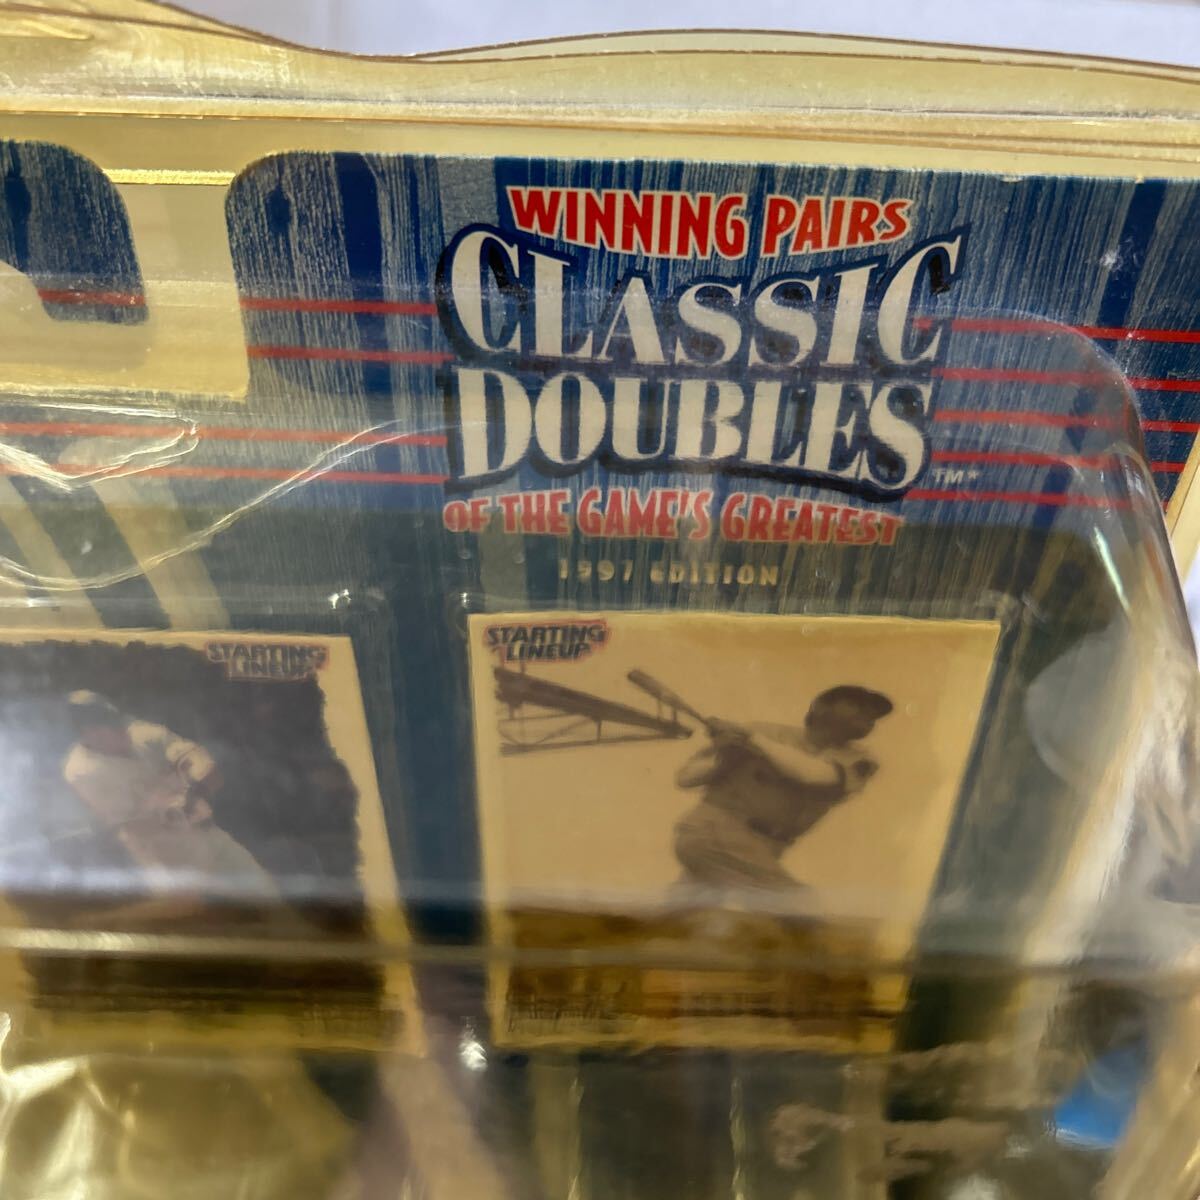 WINNING PAIRS
CLASSIC
DOUBLES
TM*
OF THE GAME'S GREATEST
1997 EDITION
STARTING
LINEUP
STARTING
LINEUP